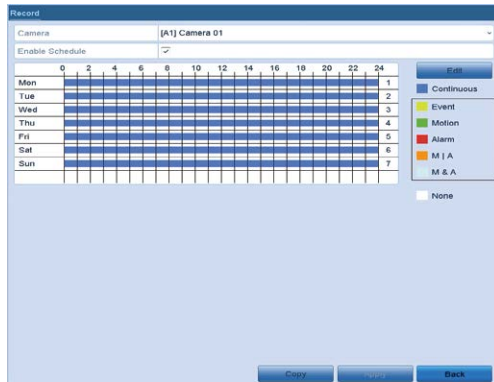 Record
Camera [A1] Camera 01
Enable Schedule
0 2 4 6 8 10 12 14 16 18 20 22 24
Edit
Mon 1
Continuous
Tue 2
Wed 3
Event
Thu 4
Motion
Fri 5
Alarm
Sat 6
M | A
Sun 7
M & A
None
Copy Apply Back